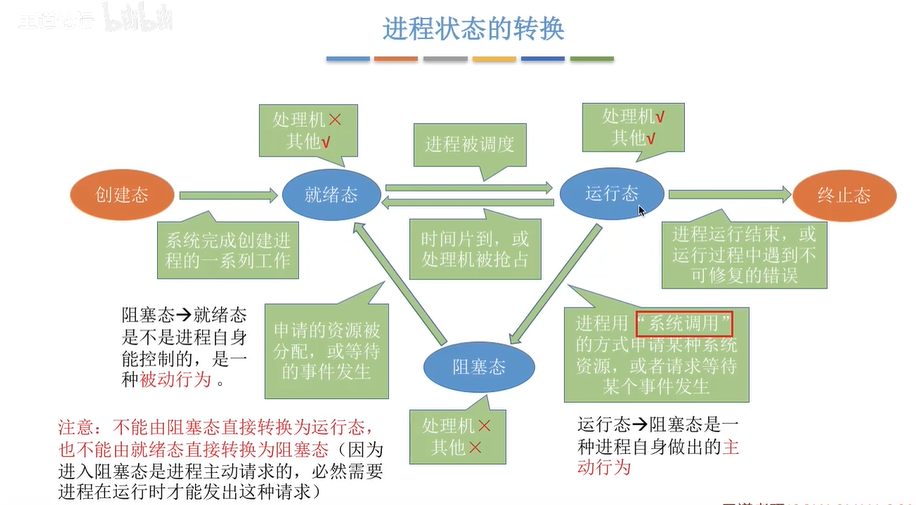 bilibili
进程状态的转换
处理机×
其他√
进程被调度
处理机√
其他√
创建态
就绪态
运行态
终止态
系统完成创建进
程的一系列工作
时间片到，或
处理机被抢占
进程运行结束，或
运行过程中遇到不
可修复的错误
阻塞态→就绪态
是不是进程自身
能控制的，是一
种被动行为 。
申请的资源被
分配，或等待
的事件发生
阻塞态
进程用“系统调用”
的方式申请某种系统
资源，或者请求等待
某个事件发生
处理机×
其他×
运行态→阻塞态是一
种进程自身做出的主
动行为
注意：不能由阻塞态直接转换为运行态，
也不能由就绪态直接转换为阻塞态（因为
进入阻塞态是进程主动请求的，必然需要
进程在运行时才能发出这种请求）